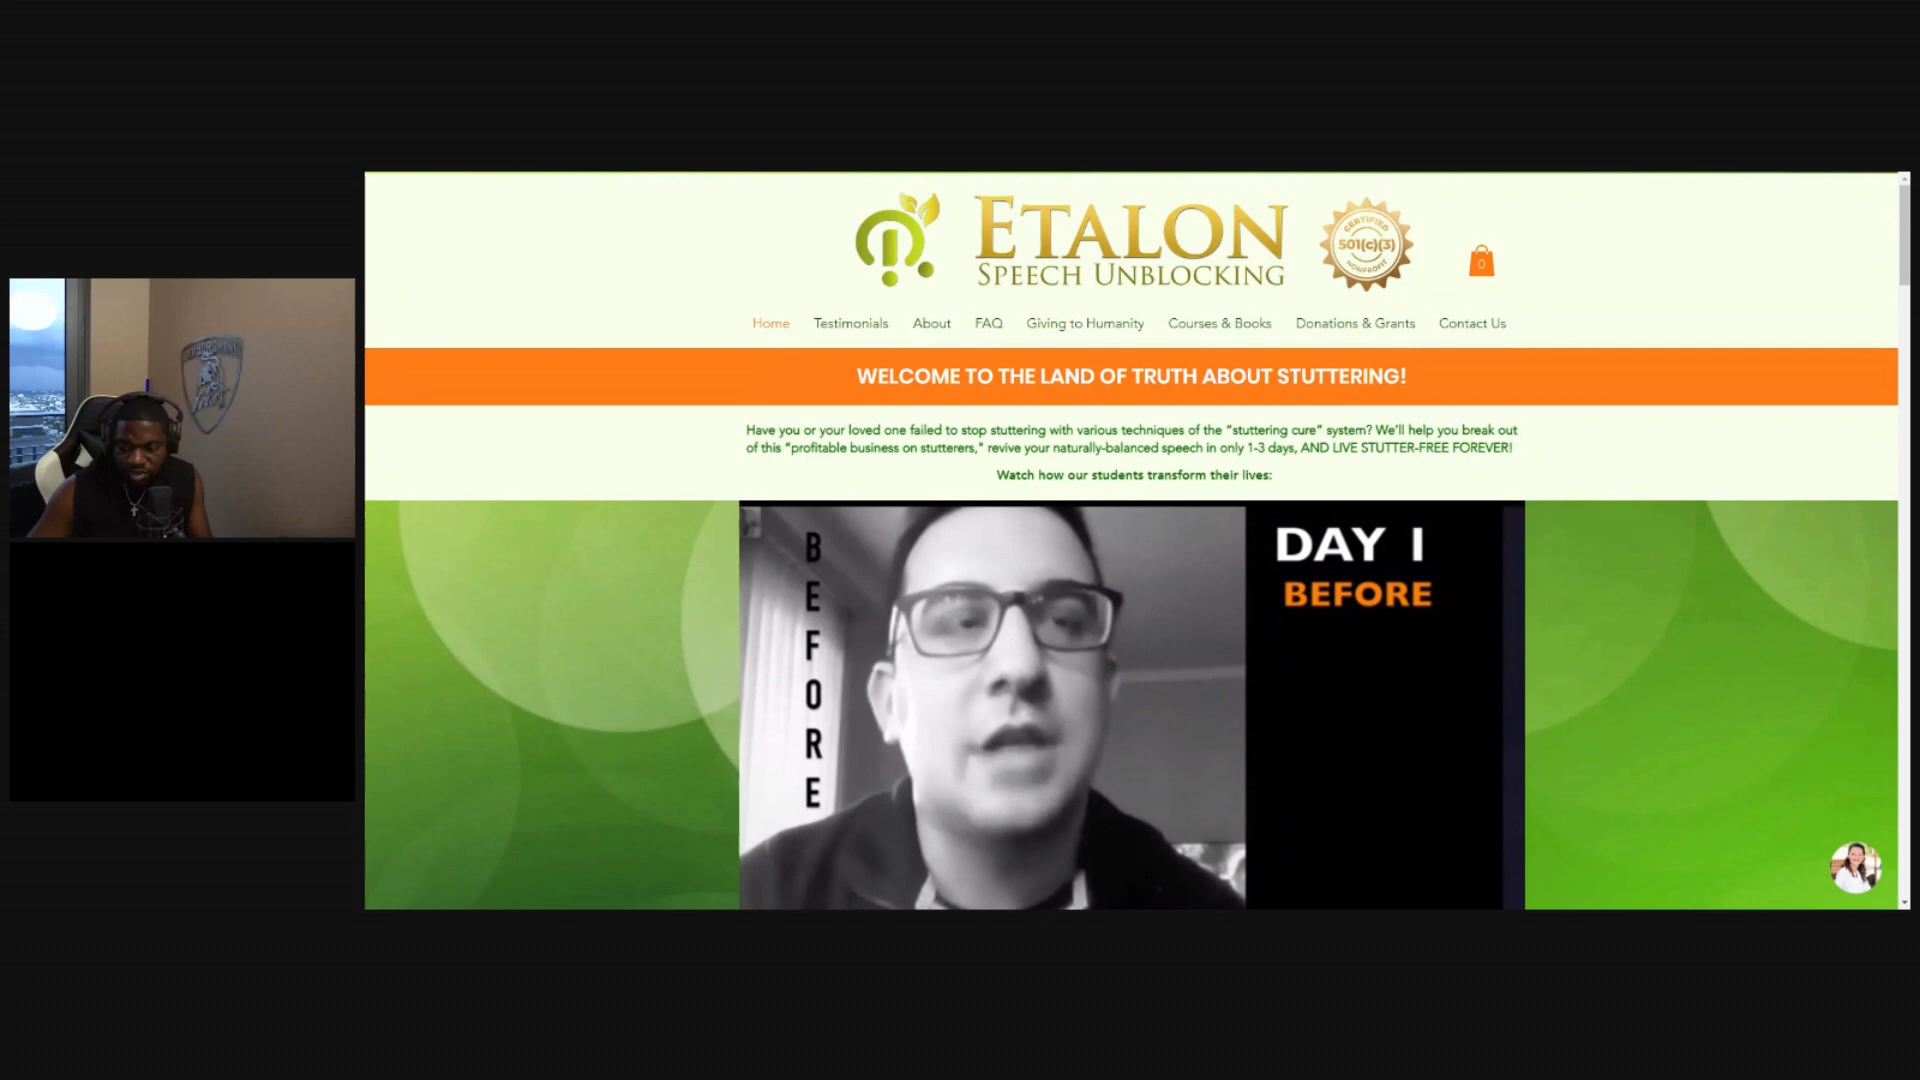 ETALON
SPEECH UNBLOCKING
CERTIFIED
501(c)(3)
NONPROFIT
0
Home Testimonials About FAQ Giving to Humanity Courses & Books Donations & Grants Contact Us
WELCOME TO THE LAND OF TRUTH ABOUT STUTTERING!
Have you or your loved one failed to stop stuttering with various techniques of the "stuttering cure" system? We'll help you break out
of this "profitable business on stutterers," revive your naturally-balanced speech in only 1-3 days, AND LIVE STUTTER-FREE FOREVER!
Watch how our students transform their lives:
BEFORE
DAY 1
BEFORE